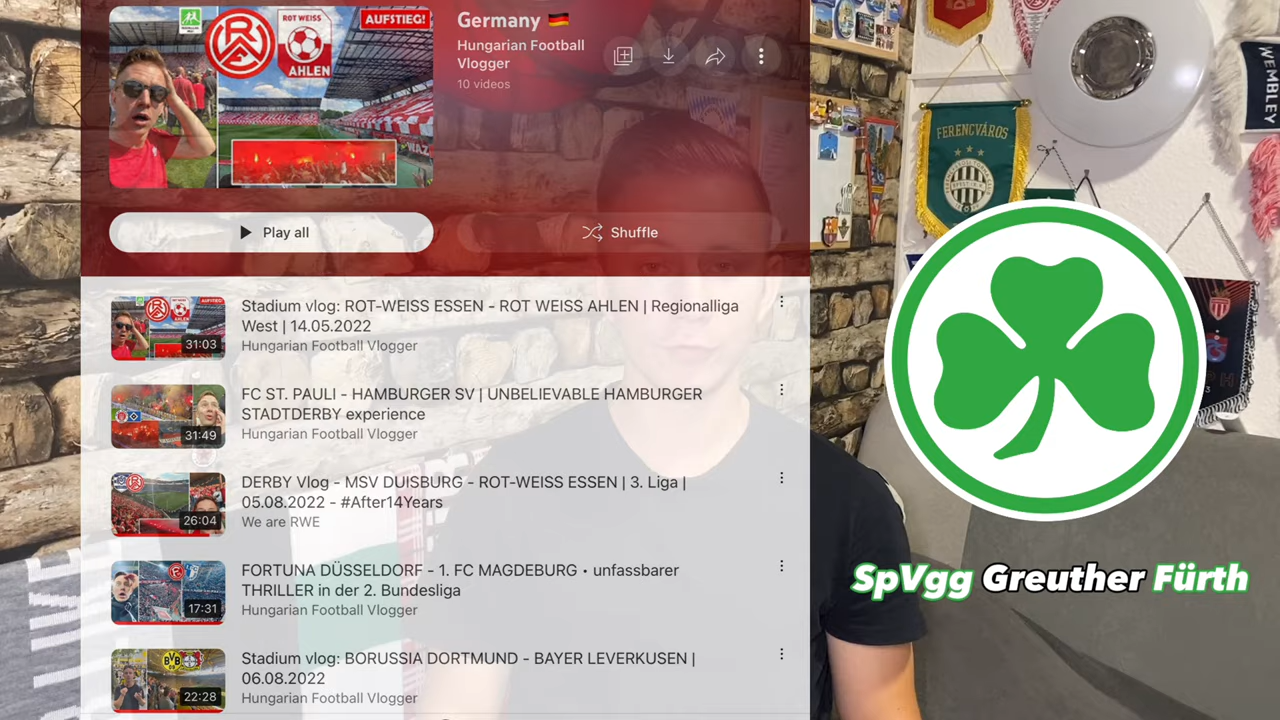 ROT WEISS
AHLEN
AUFSTIEG!
Germany
Hungarian Football
Vlogger
10 videos
Play all
Shuffle
Stadium vlog: ROT-WEISS ESSEN - ROT WEISS AHLEN | Regionalliga
West | 14.05.2022
Hungarian Football Vlogger
31:03
FC ST. PAULI - HAMBURGER SV | UNBELIEVABLE HAMBURGER
STADTDERBY experience
Hungarian Football Vlogger
31:49
DERBY Vlog - MSV DUISBURG - ROT-WEISS ESSEN | 3. Liga |
05.08.2022 - #After14Years
We are RWE
26:04
FORTUNA DÜSSELDORF - 1. FC MAGDEBURG • unfassbarer
THRILLER in der 2. Bundesliga
Hungarian Football Vlogger
17:31
Stadium vlog: BORUSSIA DORTMUND - BAYER LEVERKUSEN |
06.08.2022
Hungarian Football Vlogger
22:28
FERENCVÁROS
WEMBLEY
SpVgg Greuther Fürth